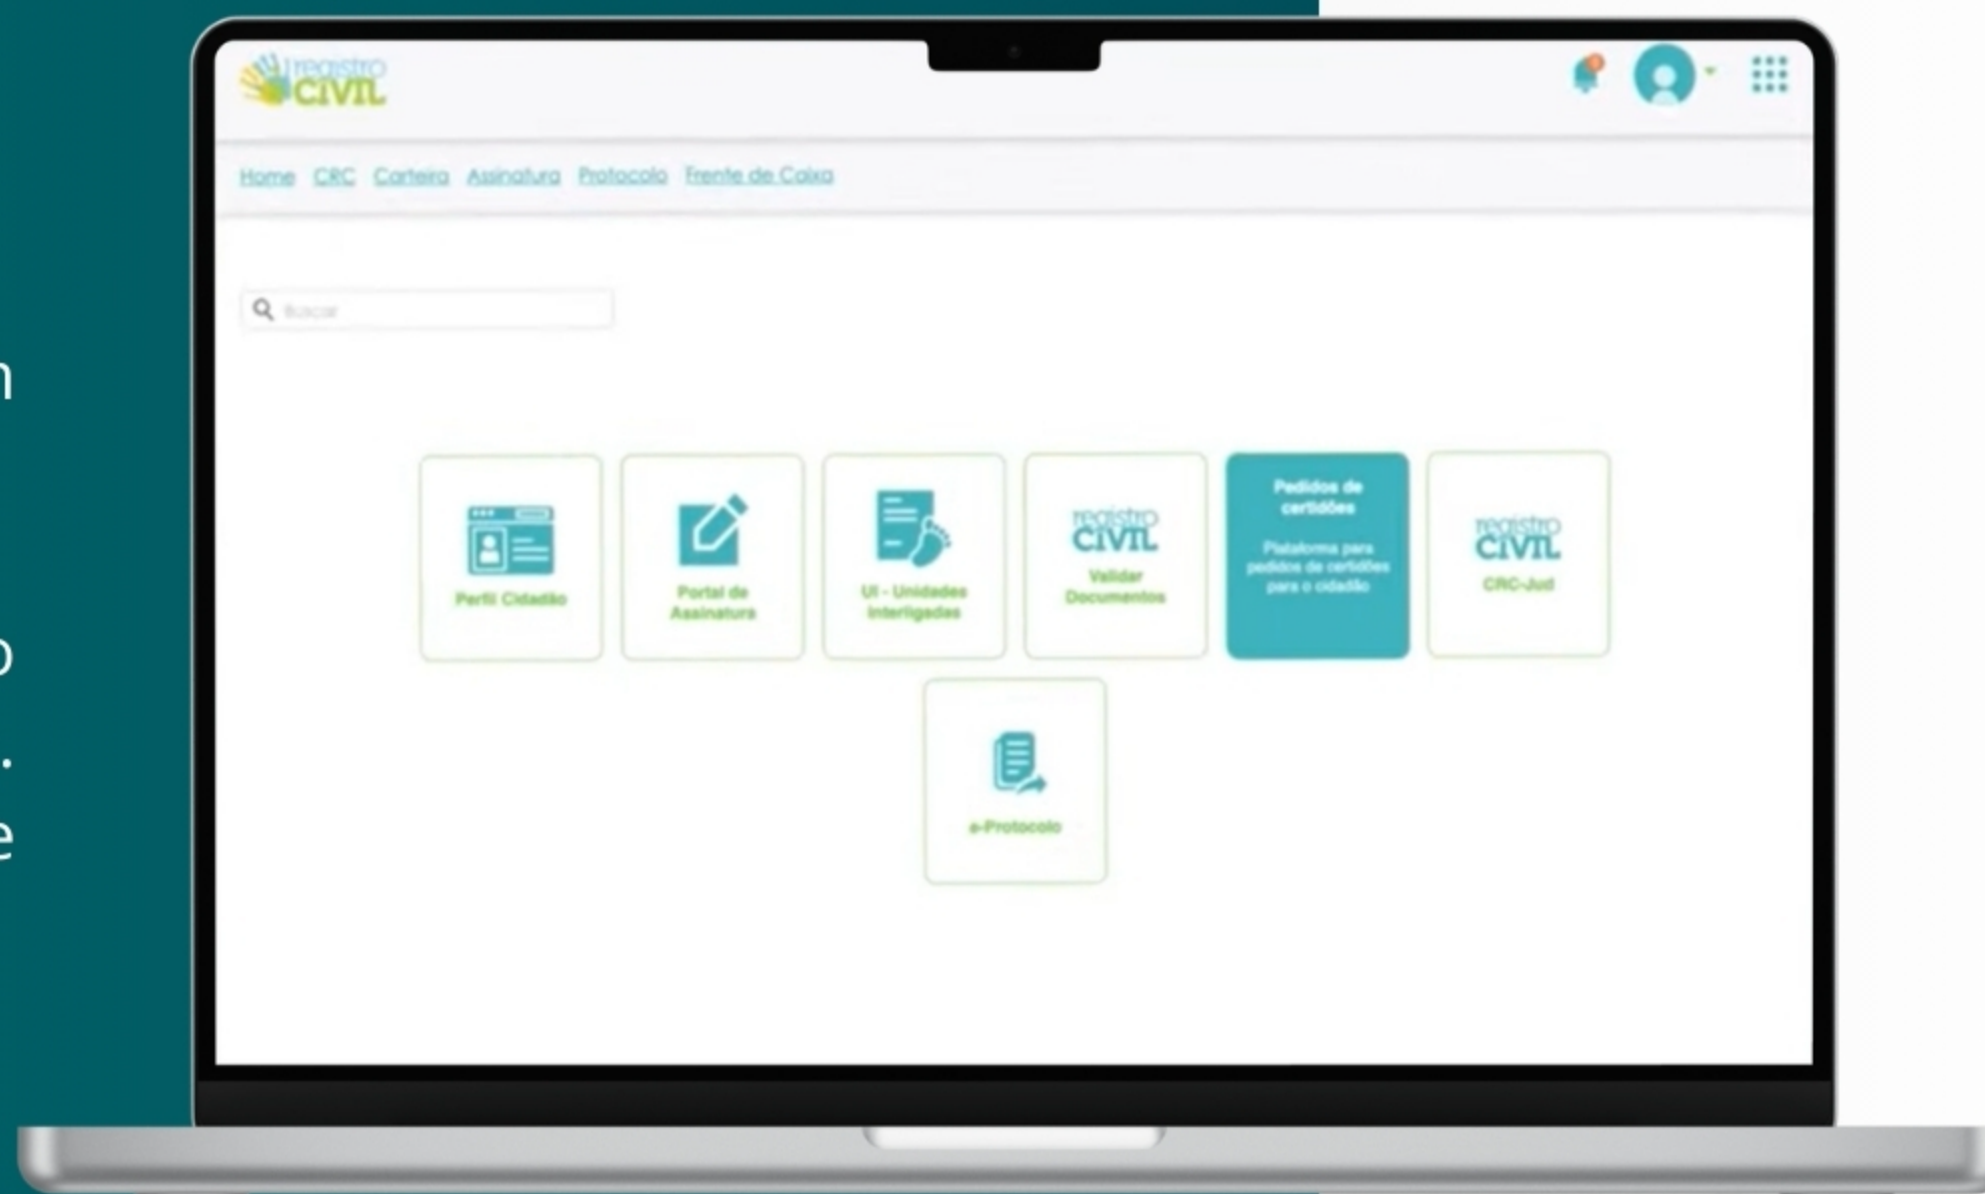 registro
CIVIL
Home CRC Carteira Assinatura Protocolo Frente de Caixa
Buscar
Perfil Cidadão
Portal de
Assinatura
UI - Unidades
Interligadas
registro
CIVIL
Validar
Documentos
Pedidos de
certidões
Plataforma para
pedidos de certidões
para o cidadão
registro
CIVIL
CRC-Jud
e-Protocolo